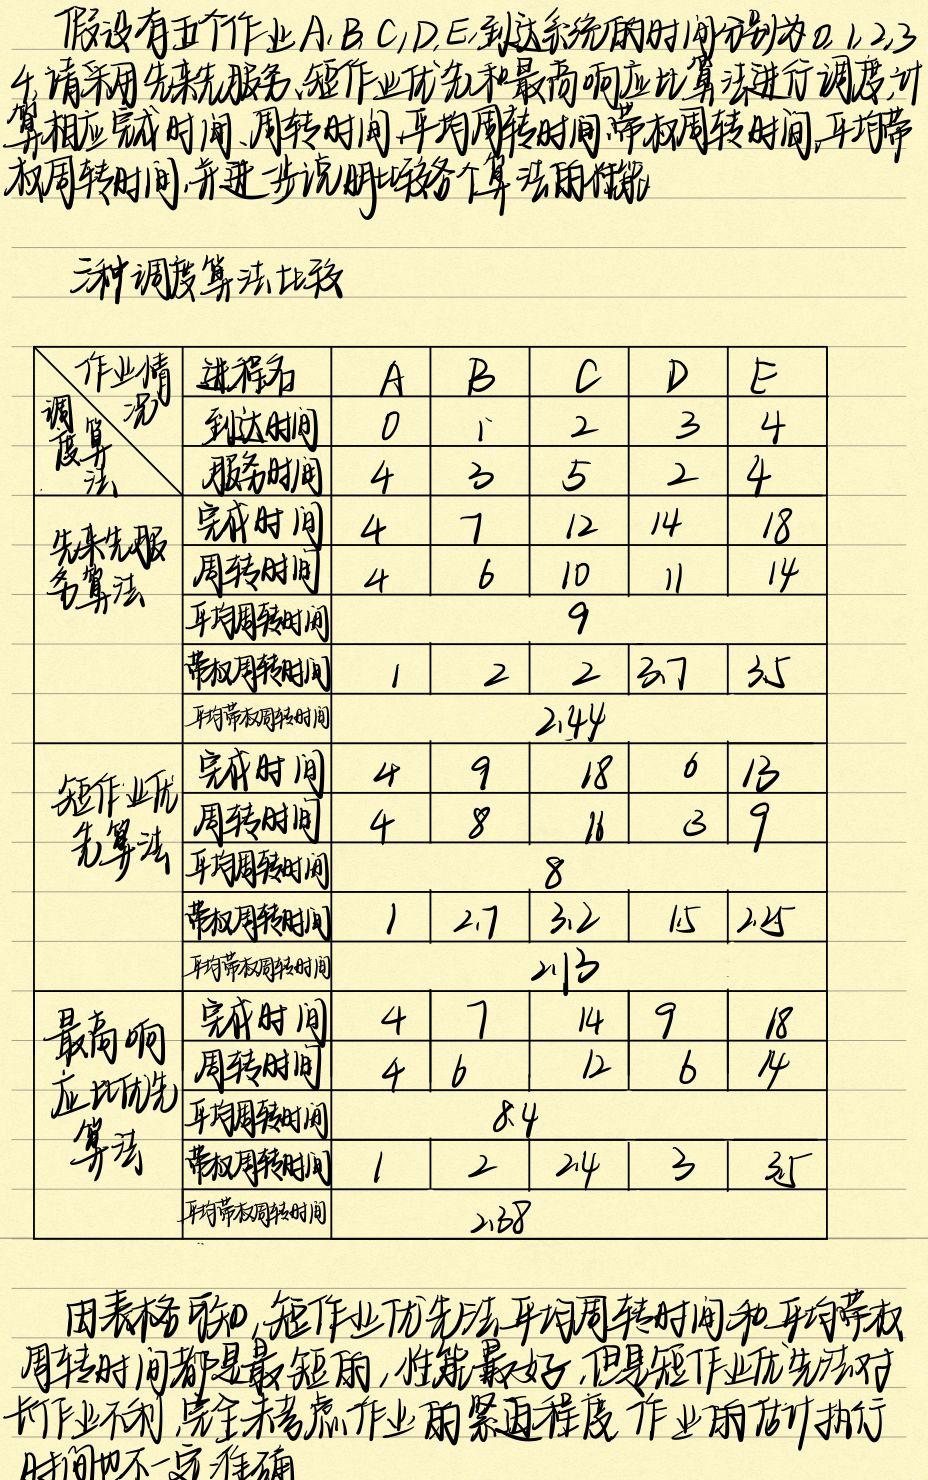 假设有五个作业A,B,C,D,E,到达系统的时间分别为0,1,2,3
4,请采用先来先服务、短作业优先和最高响应比算法进行调度,计
算相应完成时间、周转时间、平均周转时间、带权周转时间,平均带
权周转时间,并进一步说明比较各个算法的性能
三种调度算法比较
作业情况 调度算法 进程名 A B C D E
到达时间 0 1 2 3 4
服务时间 4 3 5 2 4
先来先服务算法 完成时间 4 7 12 14 18
周转时间 4 6 10 11 14
平均周转时间 9
带权周转时间 1 2 2 3.7 3.5
平均带权周转时间 2.44
短作业优先算法 完成时间 4 9 18 6 13
周转时间 4 8 16 3 9
平均周转时间 8
带权周转时间 1 2.7 3.2 1.5 2.25
平均带权周转时间 2.13
最高响应比优先算法 完成时间 4 7 14 9 18
周转时间 4 6 12 6 14
平均周转时间 8.4
带权周转时间 1 2 2.4 3 3.5
平均带权周转时间 2.38
由表格可知,短作业优先法平均周转时间和平均带权
周转时间都是最短的,性能最好,但是短作业优先法对
长作业不利,完全未考虑作业的紧迫程度,作业的估计执行
时间也不一定准确